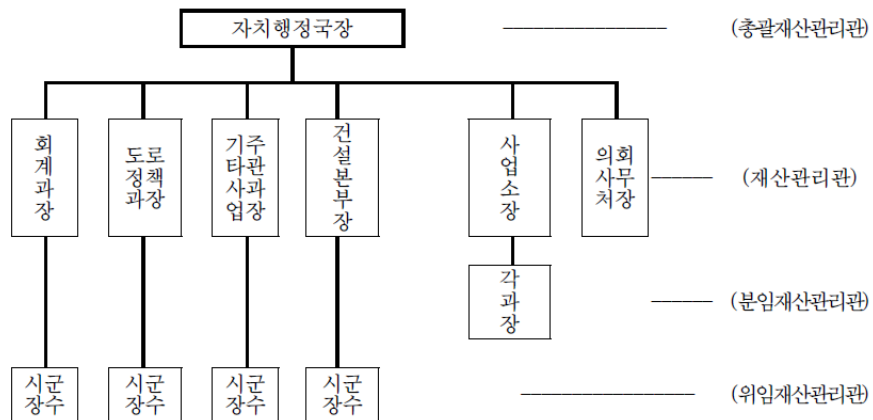 자치행정국장
(총괄재산관리관)
회
계
과
장
도로
정책
과장
기주
타관
사과
업장
건
설
본
부
장
사
업
소
장
의회
사무
처장
(재산관리관)
각
과
장
(분임재산관리관)
시군
장수
시군
장수
시군
장수
시군
장수
(위임재산관리관)